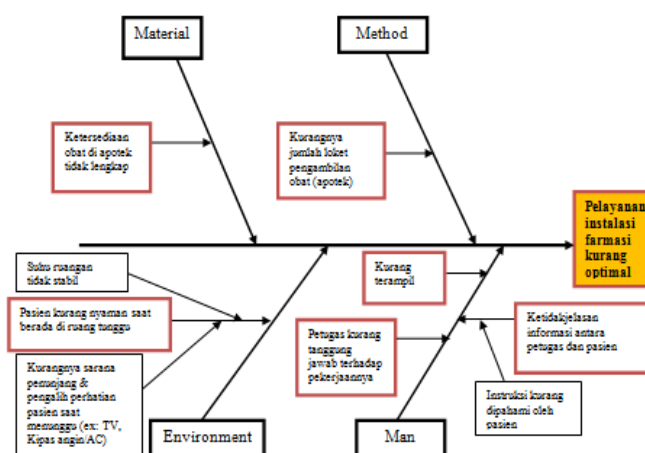 Material
Method
Ketersediaan
obat di apotek
tidak lengkap
Kurangnya
jumlah loket
pengambilan
obat (apotek)
Pelayanan
instalasi
farmasi
kurang
optimal
Suhu ruangan
tidak stabil
Pasien kurang nyaman saat
berada di ruang tunggu
Kurangnya sarana
penunjang &
pengalih perhatian
pasien saat
menunggu (ex: TV,
Kipas angin/AC)
Kurang
terampil
Petugas kurang
tanggung
jawab terhadap
pekerjaannya
Ketidakjelasan
informasi antara
petugas dan pasien
Instruksi kurang
dipahami oleh
pasien
Environment
Man